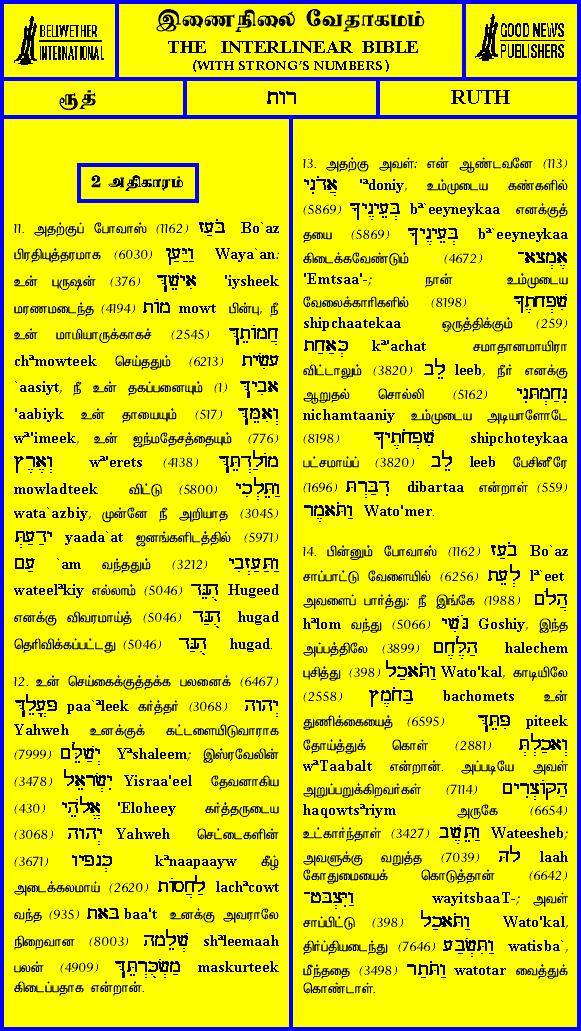 BELLWETHER
INTERNATIONAL
இணைநிலை வேதாகமம்
THE INTERLINEAR BIBLE
(WITH STRONG'S NUMBERS)
GOOD NEWS
PUBLISHERS
ரூத்
רות
RUTH
2 அதிகாரம்
11. அதற்குப் போவாஸ் (1162) בֹּעַז Bo`az
பிரதியுத்தரமாக (6030) וַיַּעַן Waya`an:
உன் புருஷன் (376) אִישֵׁךְ 'iysheek
மரணமடைந்த (4194) מוֹת mowt பின்பு, நீ
உன் மாமியாருக்காகச் (2545) חֲמוֹתֵךְ
chᵃmowteek செய்ததும் (6213) עָשִׂית
`aasiyt, நீ உன் தகப்பனையும் (1) אָבִיךְ
'aabiyk உன் தாயையும் (517) וְאִמֵּךְ
wᵃ'imeek, உன் ஜந்மதேசத்தையும் (776)
וְאֶרֶץ wᵃ'erets (4138) מוֹלַדְתֵּךְ
mowladteek விட்டு (5800) וַתֵּלְכִי
wata`azbiy, முன்னே நீ அறியாத (3045)
יָדַעַתְּ yaada`at ஜனங்களிடத்தில் (5971)
עַם `am வந்ததும் (3212) וַתַּעַזְבִי
wateelᵃkiy எல்லாம் (5046) הֻגֵּד Hugeed
எனக்கு விவரமாய்த் (5046) הֻגַּד hugad
தெரிவிக்கப்பட்டது (5046) הֻגַּד hugad.
12. உன் செய்கைக்குத்தக்க பலனைக் (6467)
פָּעֳלֵךְ paa`ᵃleek கர்த்தர் (3068) יְהוָה
Yahweh உனக்குக் கட்டளையிடுவாராக
(7999) יְשַׁלֵּם Yᵃshaleem; இஸ்ரவேலின்
(3478) יִשְׂרָאֵל Yisraa'eel தேவனாகிய
(430) אֱלֹהֵי 'Eloheey கர்த்தருடைய
(3068) יְהוָה Yahweh செட்டைகளின்
(3671) כְּנָפָיו kᵃnaapaayw கீழ்
அடைக்கலமாய் (2620) לַחֲסוֹת lachᵃcowt
வந்த (935) בָּאת baa't உனக்கு அவராலே
நிறைவான (8003) שְׁלֵמָה shᵃleemaah
பலன் (4909) מַשְׂכֻּרְתֵּךְ maskurteek
கிடைப்பதாக என்றான்.
13. அதற்கு அவள்: என் ஆண்டவனே (113)
אֲדֹנִי 'ᵃdoniy, உம்முடைய கண்களில்
(5869) בְּעֵינֶיךָ bᵃ`eeyneykaa எனக்குத்
தயை (5869) בְּעֵינֶיךָ bᵃ`eeyneykaa
கிடைக்கவேண்டும் (4672) אֶמְצָא־
'Emtsaa'-; நான் உம்முடைய
வேலைக்காரிகளில் (8198) שִׁפְחָתֶךָ
shipchaatekaa ஒருத்திக்கும் (259)
כְּאַחַת kᵃ'achat சமாதானமாயிரா
விட்டாலும் (3820) לֵב leeb, நீர் எனக்கு
ஆறுதல் சொல்லி (5162) נִחַמְתָּנִי
nichamtaaniy உம்முடைய அடியாளோடே
(8198) שִׁפְחֹתֶיךָ shipchoteykaa
பட்சமாய்ப் (3820) לֵב leeb பேசினீரே
(1696) דִבַּרְתָּ dibartaa என்றாள் (559)
וַתֹּאמֶר Wato'mer.
14. பின்னும் போவாஸ் (1162) בֹּעַז Bo`az
சாப்பாட்டு வேளையில் (6256) לְעֵת lᵃ`eet
அவளைப் பார்த்து: நீ இங்கே (1988) הֲלֹם
hᵃlom வந்து (5066) גֹּשִׁי Goshiy, இந்த
அப்பத்திலே (3899) הַלֶּחֶם halechem
புசித்து (398) וַתֹּאכַל Wato'kal, காடியிலே
(2558) בַּחֹמֶץ bachomets உன்
துணிக்கையைத் (6595) פִּתֵּךְ piteek
தோய்த்துக் கொள் (2881) וְאָכַלְתְּ
wᵃTaabalt என்றான். அப்படியே அவள்
அறுப்பறுக்கிறவர்கள் (7114) הַקּוֹצְרִים
haqowtsᵃriym அருகே (6654)
உட்கார்ந்தாள் (3427) וַתֵּשֶׁב Wateesheb;
அவளுக்கு வறுத்த (7039) לָהּ laah
கோதுமையைக் கொடுத்தான் (6642)
וַיִּצְבָּט־ wayitsbaaT-; அவள்
சாப்பிட்டு (398) וַתֹּאכַל Wato'kal,
திர்ப்தியடைந்து (7646) וַתִּשְׂבַּע watisba`,
மீந்ததை (3498) וַתֹּתַר watotar வைத்துக்
கொண்டாள்.